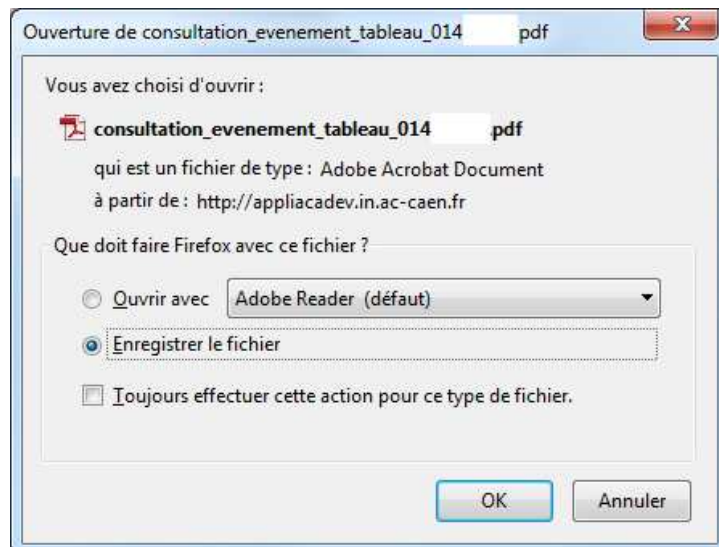 Ouverture de consultation_evenement_tableau_014 pdf
Vous avez choisi d'ouvrir :
consultation_evenement_tableau_014 .pdf
qui est un fichier de type : Adobe Acrobat Document
à partir de : http://appliacadev.in.ac-caen.fr
Que doit faire Firefox avec ce fichier ?
Ouvrir avec Adobe Reader (défaut)
Enregistrer le fichier
Toujours effectuer cette action pour ce type de fichier.
OK Annuler